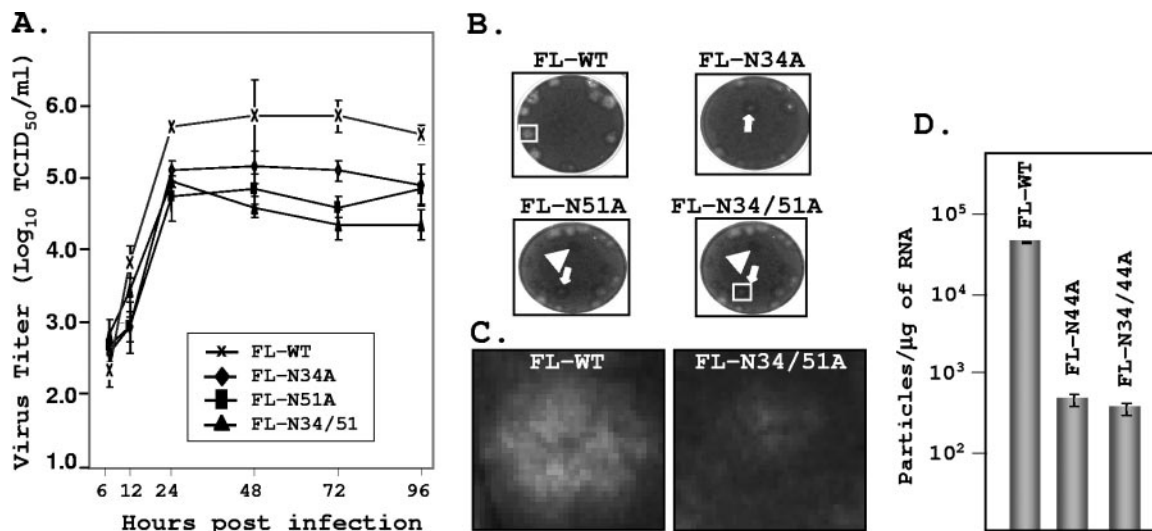 A.
Virus Titer (Log10 TCID50/ml)
6.0
5.0
4.0
3.0
2.0
1.0
FL-WT
FL-N34A
FL-N51A
FL-N34/51
6 12 24 48 72 96
Hours post infection
B.
FL-WT FL-N34A
FL-N51A FL-N34/51A
C.
FL-WT FL-N34/51A
D.
Particles/µg of RNA
10^5
10^4
10^3
10^2
FL-WT
FL-N44A
FL-N34/44A